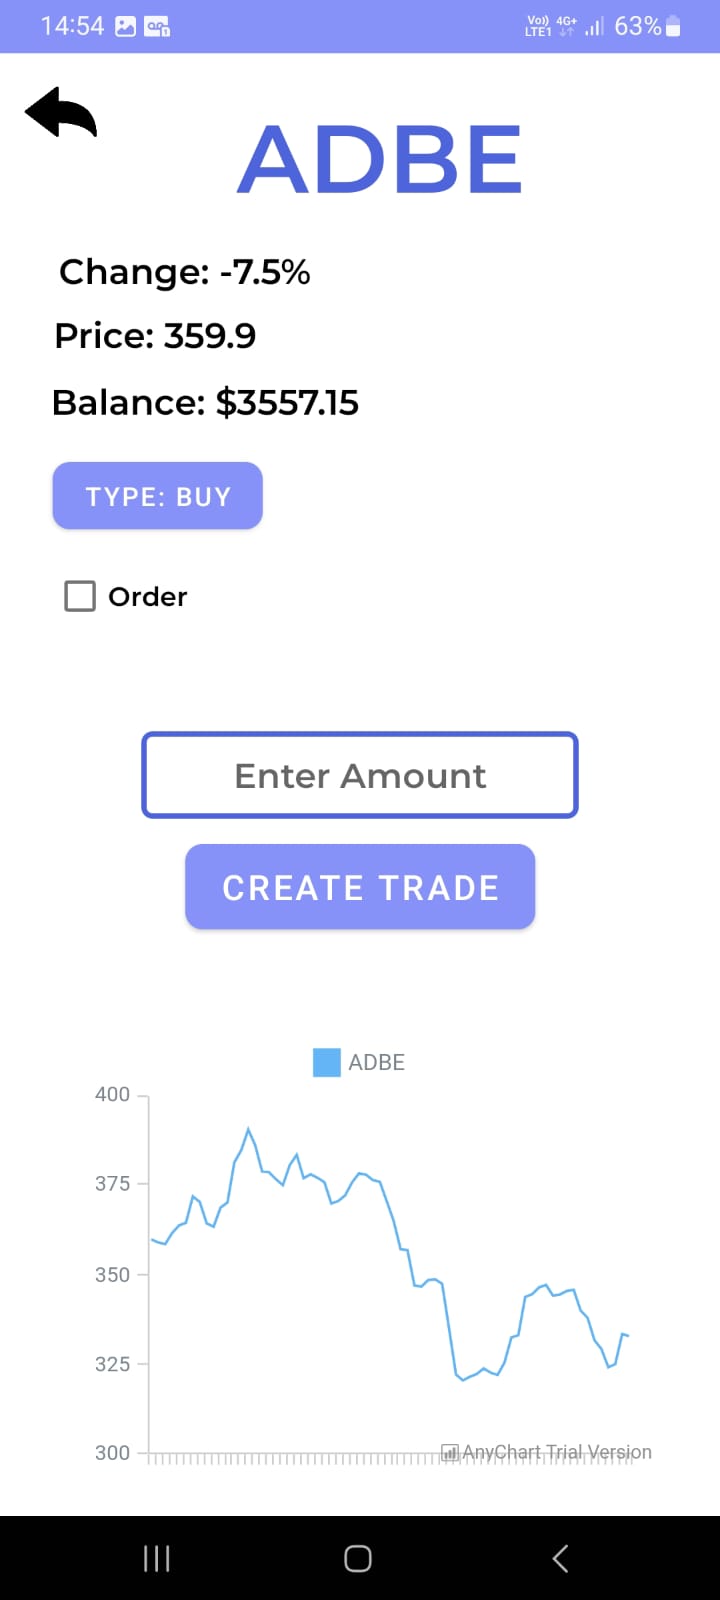 14:54 Vo) LTE1 4G+ 63%
ADBE
Change: -7.5%
Price: 359.9
Balance: $3557.15
TYPE: BUY
Order
Enter Amount
CREATE TRADE
ADBE
400
375
350
325
300
AnyChart Trial Version